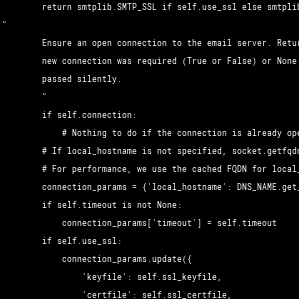 return smtplib.SMTP_SSL if self.use_ssl else smtplib
"
Ensure an open connection to the email server. Retur
new connection was required (True or False) or None
passed silently.
"
if self.connection:
# Nothing to do if the connection is already ope
# If local_hostname is not specified, socket.getfqdn
# For performance, we use the cached FQDN for local_
connection_params = {'local_hostname': DNS_NAME.get_
if self.timeout is not None:
connection_params['timeout'] = self.timeout
if self.use_ssl:
connection_params.update({
'keyfile': self.ssl_keyfile,
'certfile': self.ssl_certfile,